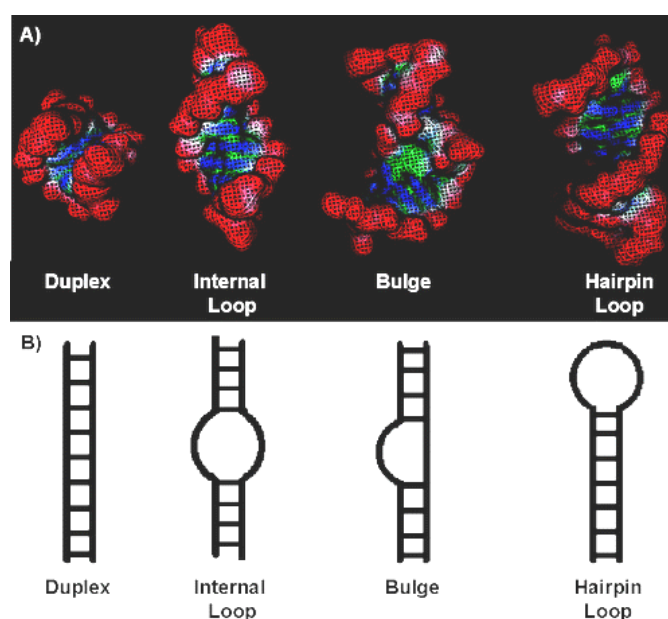 A)
Duplex
Internal
Loop
Bulge
Hairpin
Loop
B)
Duplex
Internal
Loop
Bulge
Hairpin
Loop